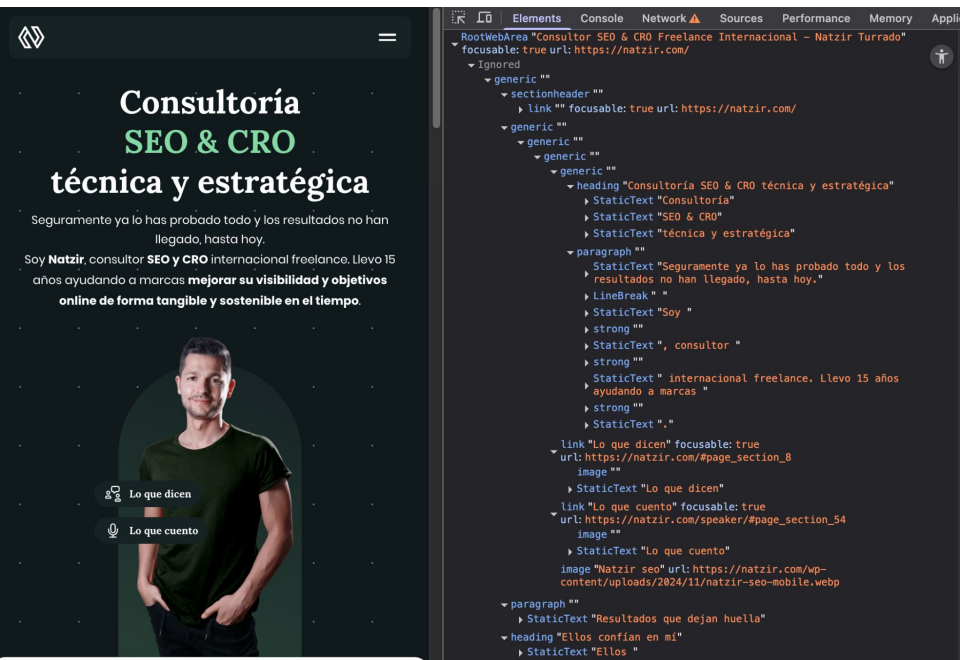 Consultoría
SEO & CRO
técnica y estratégica
Seguramente ya lo has probado todo y los resultados no han
llegado, hasta hoy.
Soy Natzir, consultor SEO y CRO internacional freelance. Llevo 15
años ayudando a marcas mejorar su visibilidad y objetivos
online de forma tangible y sostenible en el tiempo.
Lo que dicen
Lo que cuento
Elements Console Network Sources Performance Memory Appli
RootWebArea "Consultor SEO & CRO Freelance Internacional – Natzir Turrado"
focusable: true url: https://natzir.com/
Ignored
generic ""
sectionheader ""
link "" focusable: true url: https://natzir.com/
generic ""
generic ""
generic ""
generic ""
heading "Consultoría SEO & CRO técnica y estratégica"
StaticText "Consultoría"
StaticText "SEO & CRO"
StaticText "técnica y estratégica"
paragraph ""
StaticText "Seguramente ya lo has probado todo y los
resultados no han llegado, hasta hoy."
LineBreak " "
StaticText "Soy "
strong ""
StaticText ", consultor "
strong ""
StaticText " internacional freelance. Llevo 15 años
ayudando a marcas "
strong ""
StaticText "."
link "Lo que dicen" focusable: true
url: https://natzir.com/#page_section_8
image ""
StaticText "Lo que dicen"
link "Lo que cuento" focusable: true
url: https://natzir.com/speaker/#page_section_54
image ""
StaticText "Lo que cuento"
image "Natzir seo" url: https://natzir.com/wp-
content/uploads/2024/11/natzir-seo-mobile.webp
paragraph ""
StaticText "Resultados que dejan huella"
heading "Ellos confían en mí"
StaticText "Ellos "